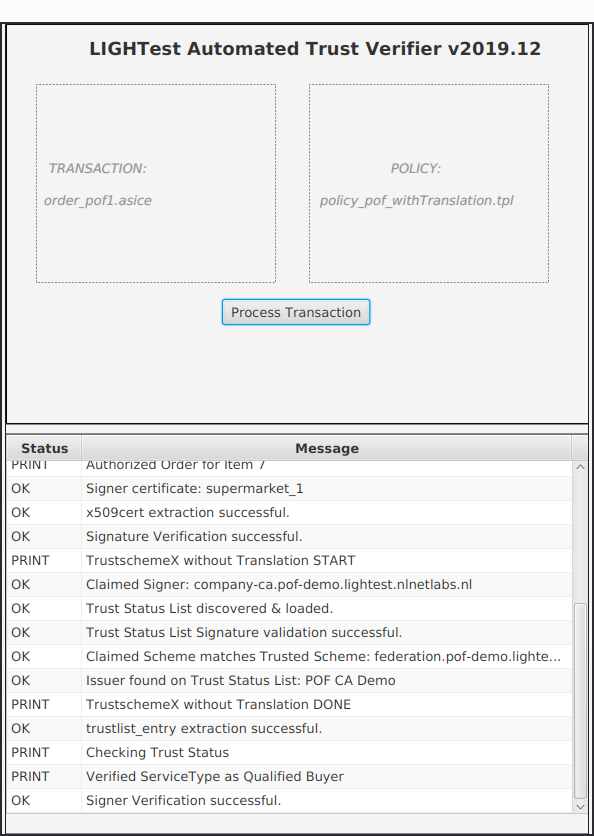 LIGHTest Automated Trust Verifier v2019.12
TRANSACTION:
order_pof1.asice
POLICY:
policy_pof_withTranslation.tpl
Process Transaction
Status Message
PRINT Authorized Order for Item 7
OK Signer certificate: supermarket_1
OK x509cert extraction successful.
OK Signature Verification successful.
PRINT TrustschemeX without Translation START
OK Claimed Signer: company-ca.pof-demo.lightest.nlnetlabs.nl
OK Trust Status List discovered & loaded.
OK Trust Status List Signature validation successful.
OK Claimed Scheme matches Trusted Scheme: federation.pof-demo.lighte...
OK Issuer found on Trust Status List: POF CA Demo
PRINT TrustschemeX without Translation DONE
OK trustlist_entry extraction successful.
PRINT Checking Trust Status
PRINT Verified ServiceType as Qualified Buyer
OK Signer Verification successful.